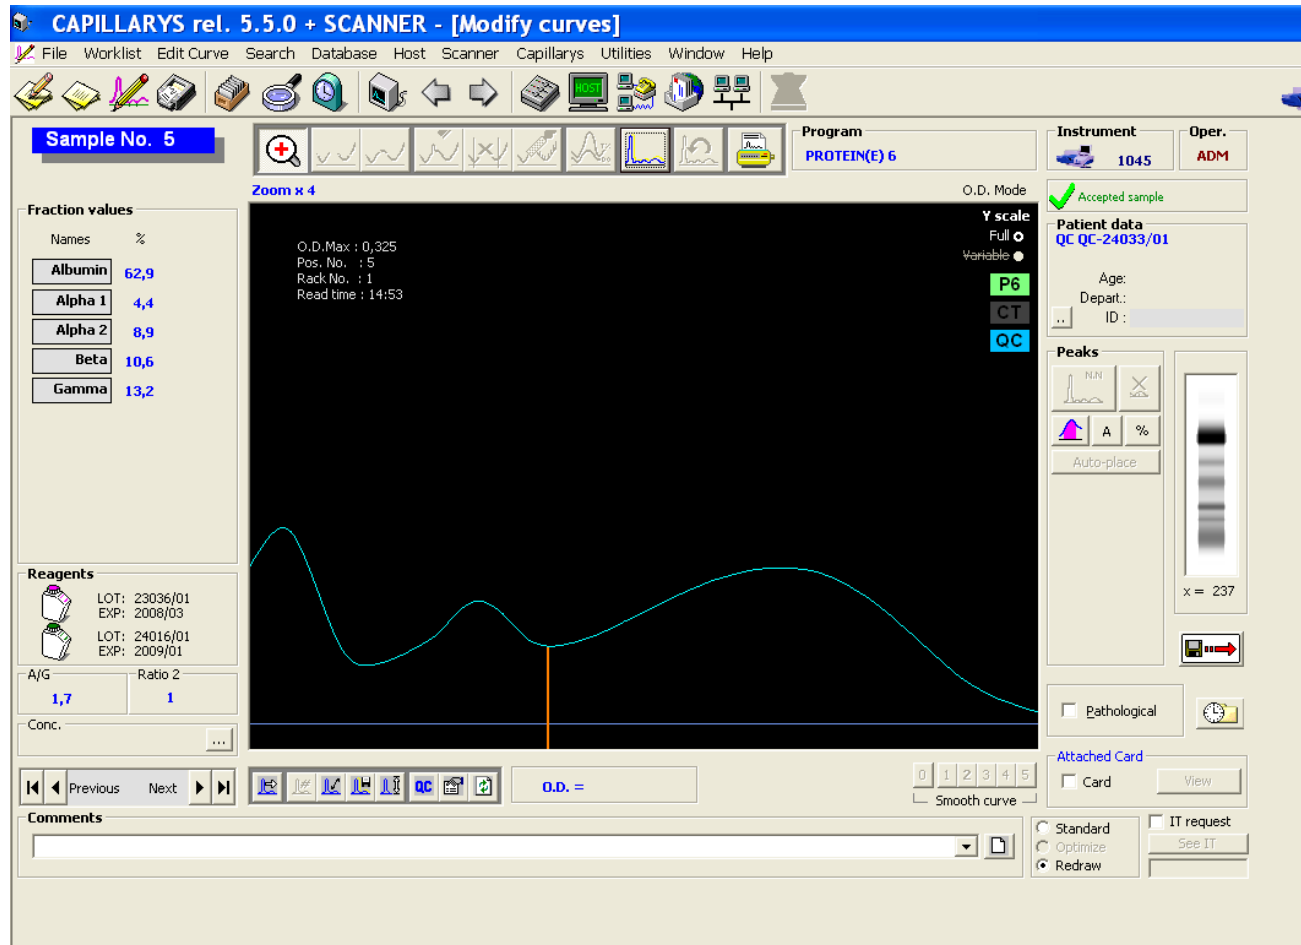 CAPILLARYS rel. 5.5.0 + SCANNER - [Modify curves]
File Worklist Edit Curve Search Database Host Scanner Capillarys Utilities Window Help
HOST
Sample No. 5
Program
PROTEIN(E) 6
Instrument
1045
Oper.
ADM
Zoom x 4
O.D. Mode
Accepted sample
Fraction values
Names %
Albumin 62,9
Alpha 1 4,4
Alpha 2 8,9
Beta 10,6
Gamma 13,2
O.D.Max : 0,325
Pos. No. : 5
Rack No. : 1
Read time : 14:53
Y scale
Full
Variable
P6
CT
QC
Patient data
QC QC-24033/01
Age:
Depart.:
.. ID :
Peaks
N.N
A %
Auto-place
x = 237
Reagents
LOT: 23036/01
EXP: 2008/03
LOT: 24016/01
EXP: 2009/01
A/G
1,7
Ratio 2
1
Conc.
...
Pathological
Previous Next
QC
O.D. =
0 1 2 3 4 5
Smooth curve
Attached Card
Card View
Comments
Standard
Optimize
Redraw
IT request
See IT